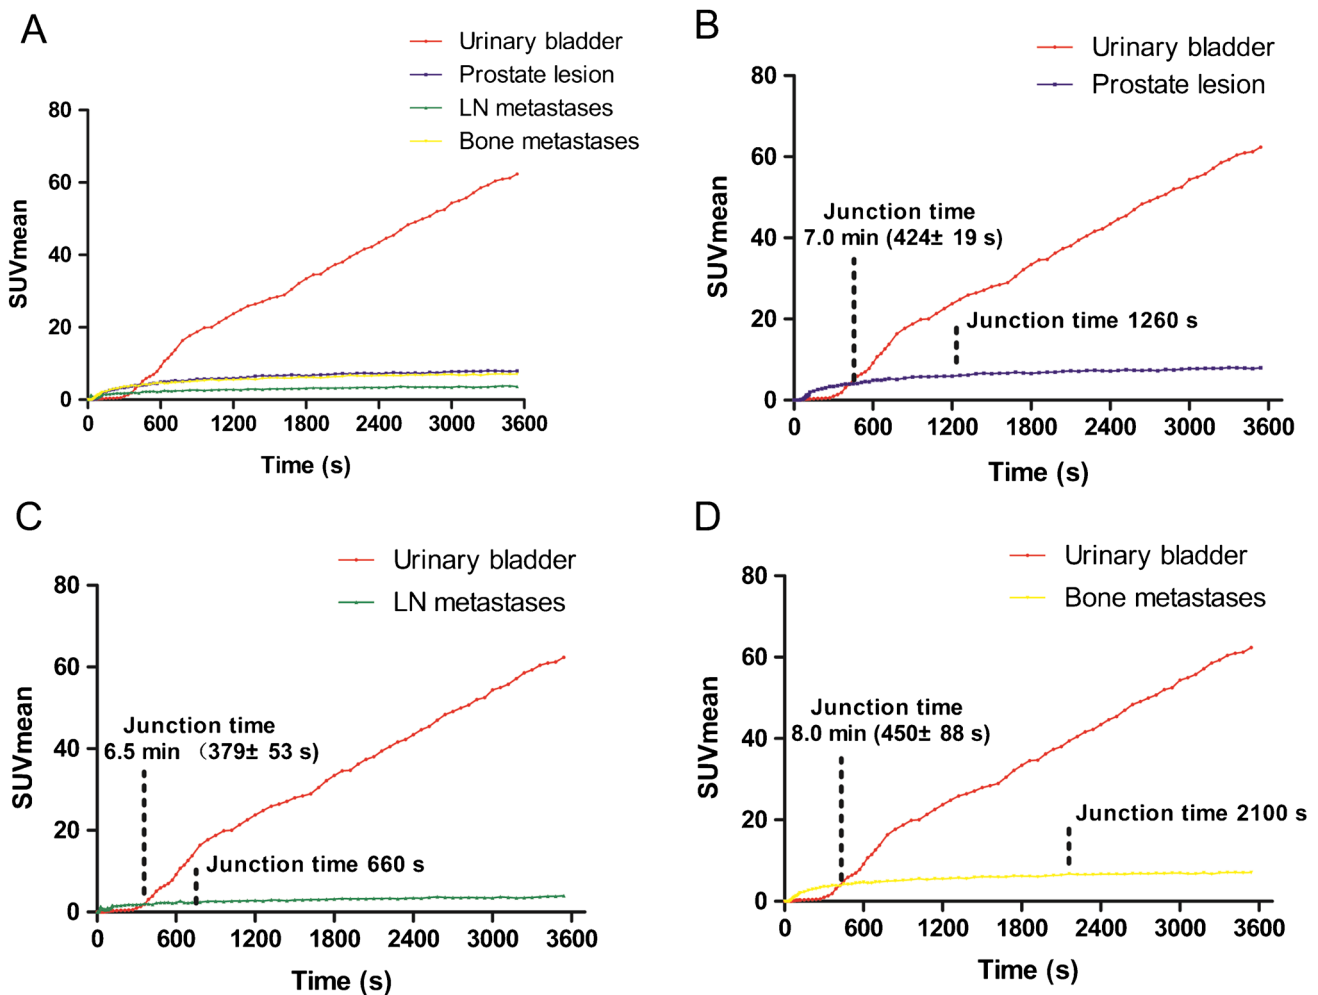 A
Urinary bladder
Prostate lesion
LN metastases
Bone metastases
80
60
40
20
0
SUVmean
0 600 1200 1800 2400 3000 3600
Time (s)
B
Urinary bladder
Prostate lesion
80
60
40
20
0
SUVmean
Junction time
7.0 min (424± 19 s)
Junction time 1260 s
0 600 1200 1800 2400 3000 3600
Time (s)
C
Urinary bladder
LN metastases
80
60
40
20
0
SUVmean
Junction time
6.5 min （379± 53 s)
Junction time 660 s
0 600 1200 1800 2400 3000 3600
Time (s)
D
Urinary bladder
Bone metastases
80
60
40
20
0
SUVmean
Junction time
8.0 min (450± 88 s)
Junction time 2100 s
0 600 1200 1800 2400 3000 3600
Time (s)